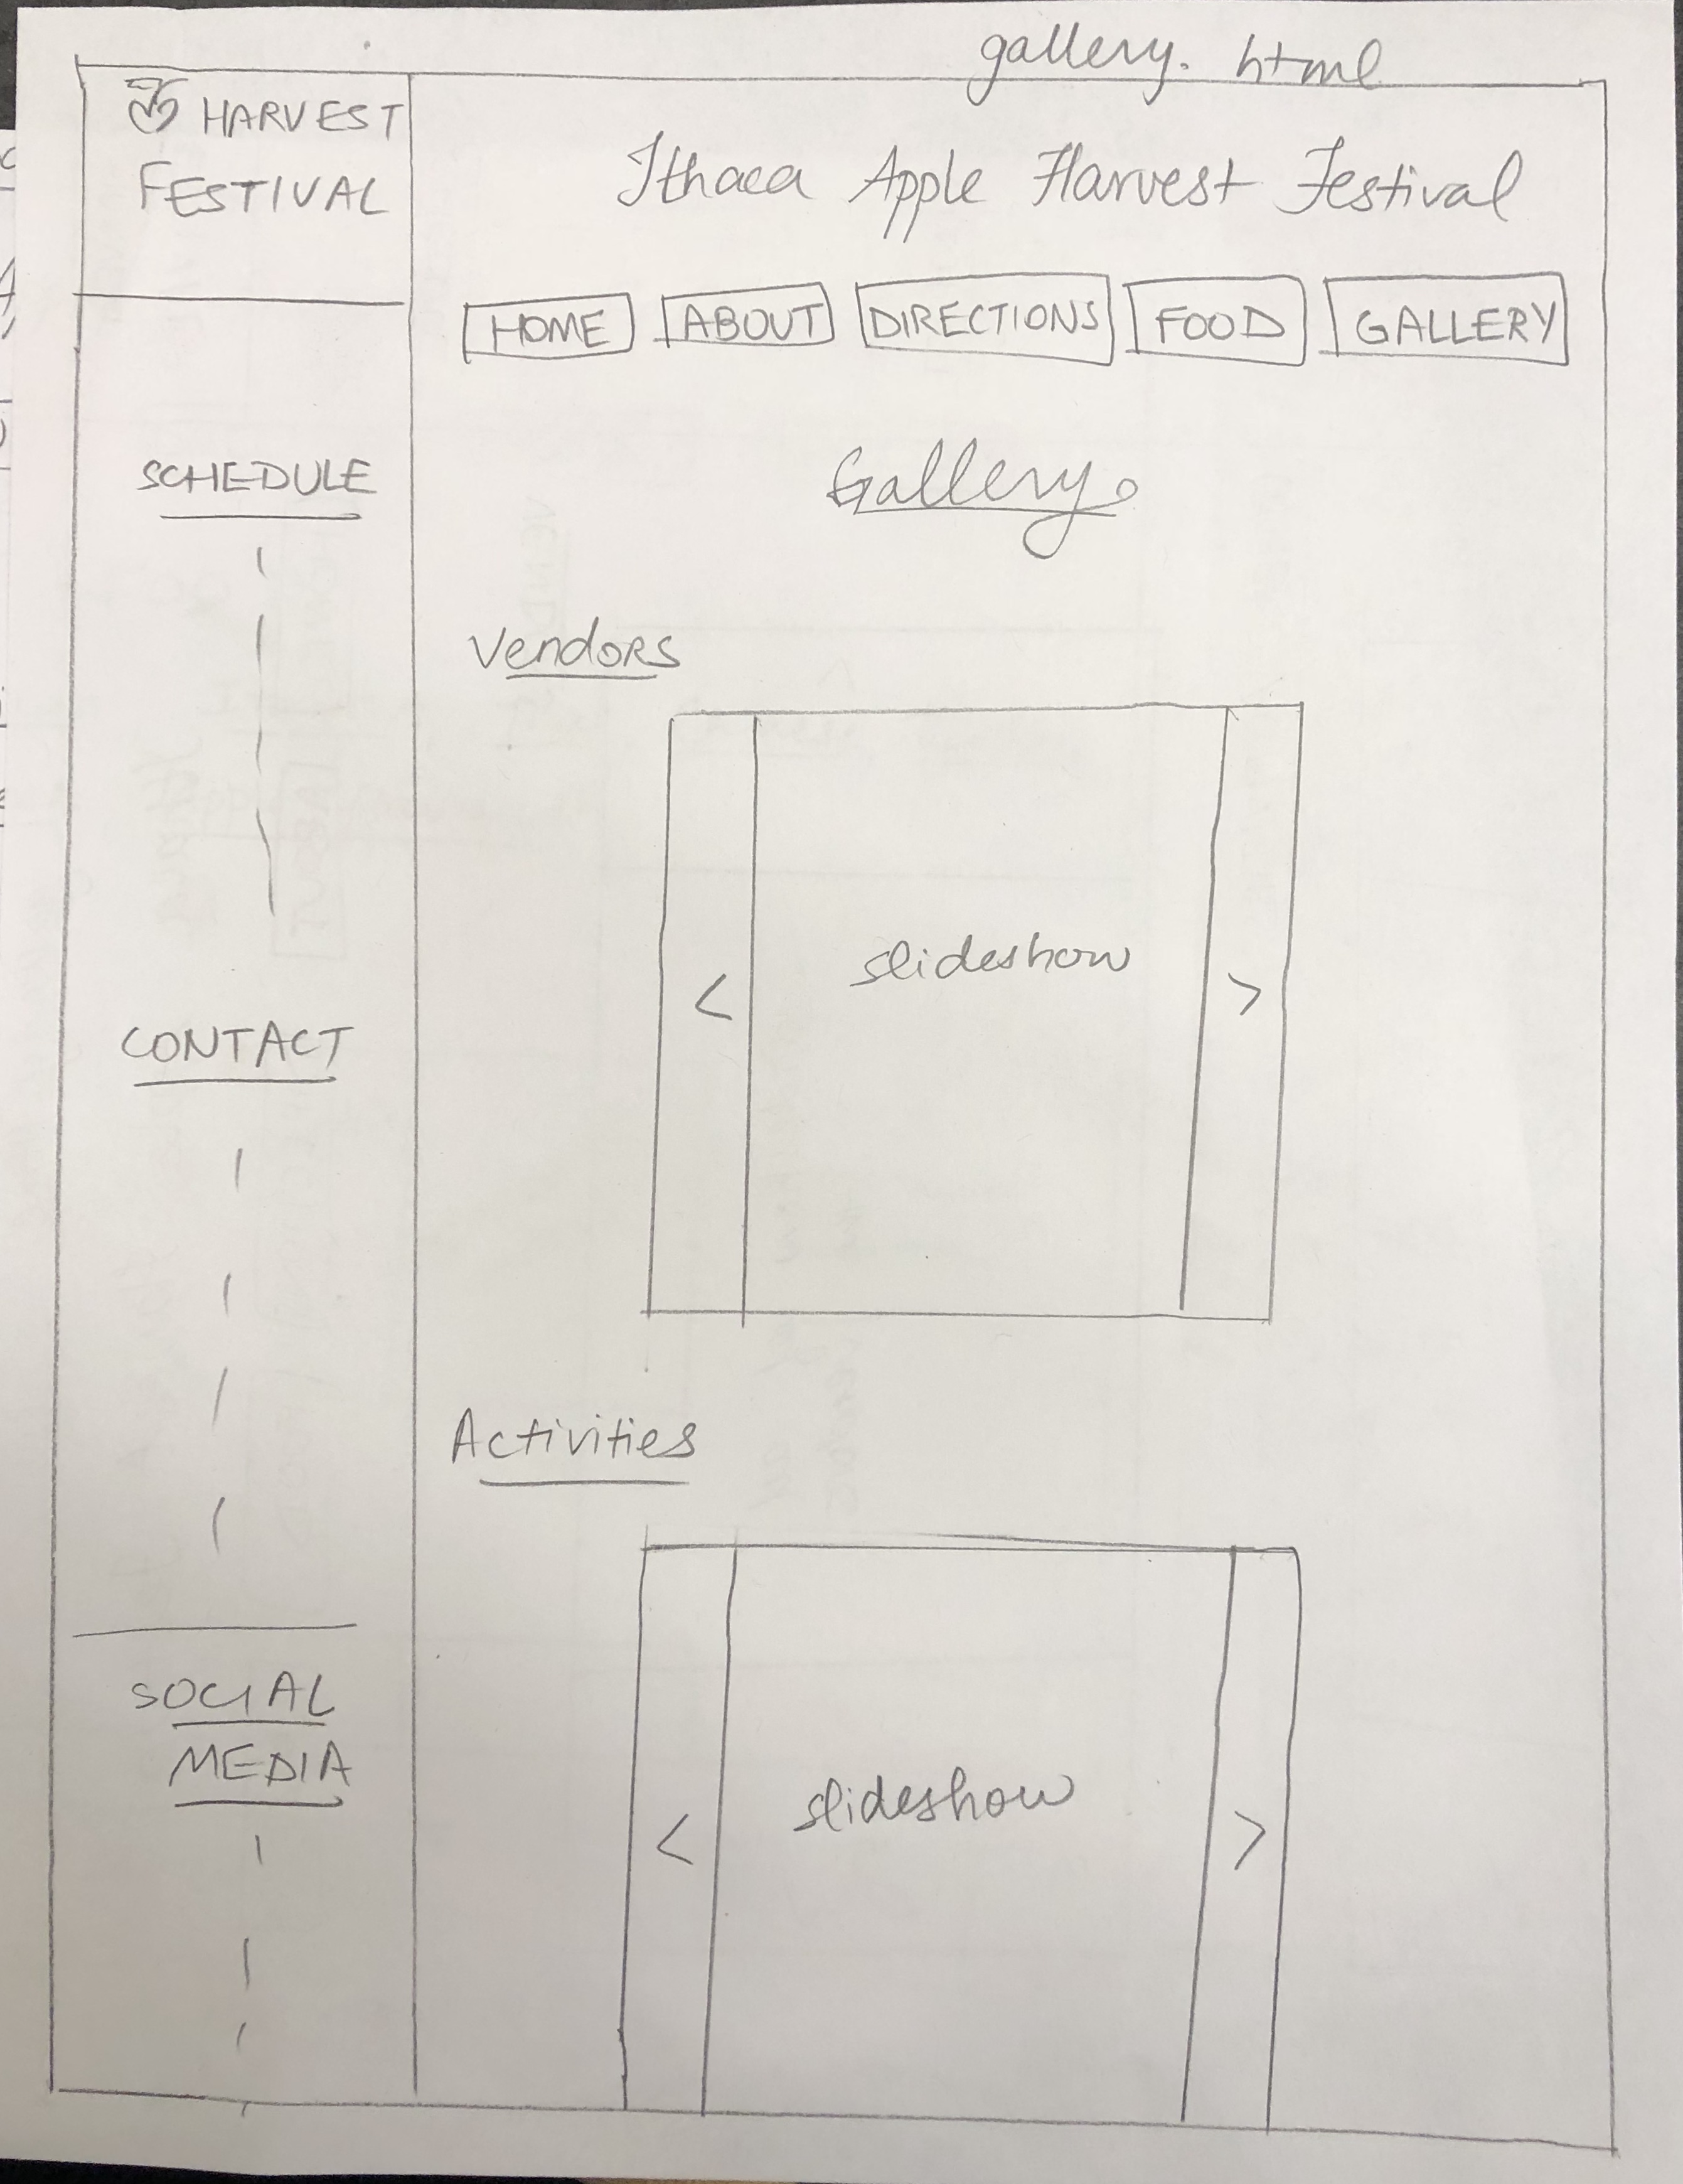 gallery. html
HARVEST
FESTIVAL
Ithaca Apple Harvest Festival
HOME ABOUT DIRECTIONS FOOD GALLERY
SCHEDULE
CONTACT
SOCIAL
MEDIA
Gallery
Vendors
< slideshow >
Activities
< slideshow >